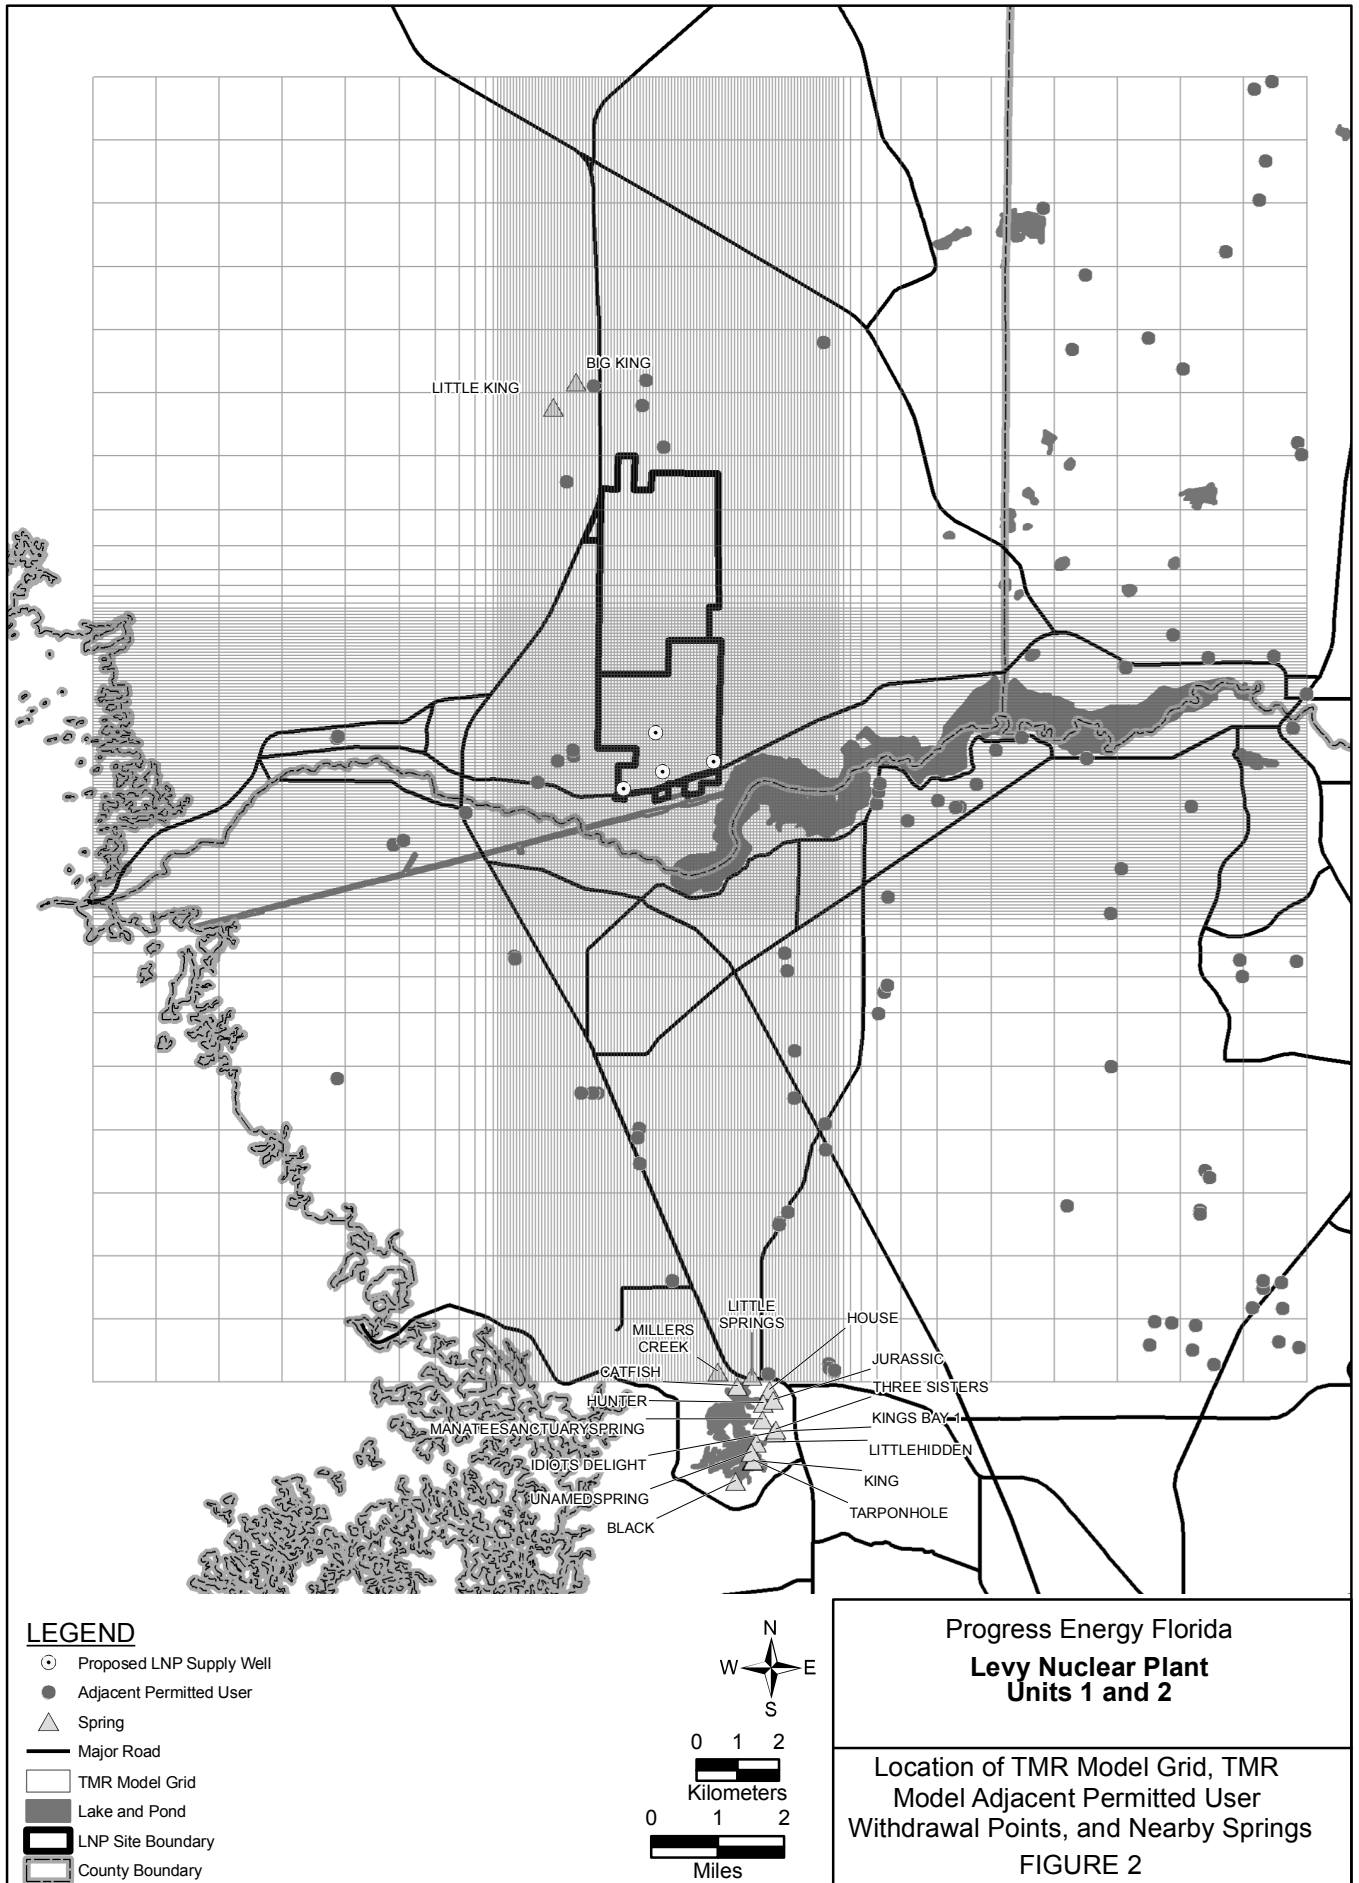 BIG KING
LITTLE KING
LITTLE
SPRINGS
HOUSE
MILLERS
CREEK
JURASSIC
CATFISH
THREE SISTERS
HUNTER
KINGS BAY 1
MANATEESANCTUARYSPRING
LITTLEHIDDEN
IDIOTS DELIGHT
KING
UNAMEDSPRING
TARPONHOLE
BLACK
LEGEND
Proposed LNP Supply Well
Adjacent Permitted User
Spring
Major Road
TMR Model Grid
Lake and Pond
LNP Site Boundary
County Boundary
N
W E
S
0 1 2
Kilometers
0 1 2
Miles
Progress Energy Florida
Levy Nuclear Plant
Units 1 and 2
Location of TMR Model Grid, TMR
Model Adjacent Permitted User
Withdrawal Points, and Nearby Springs
FIGURE 2